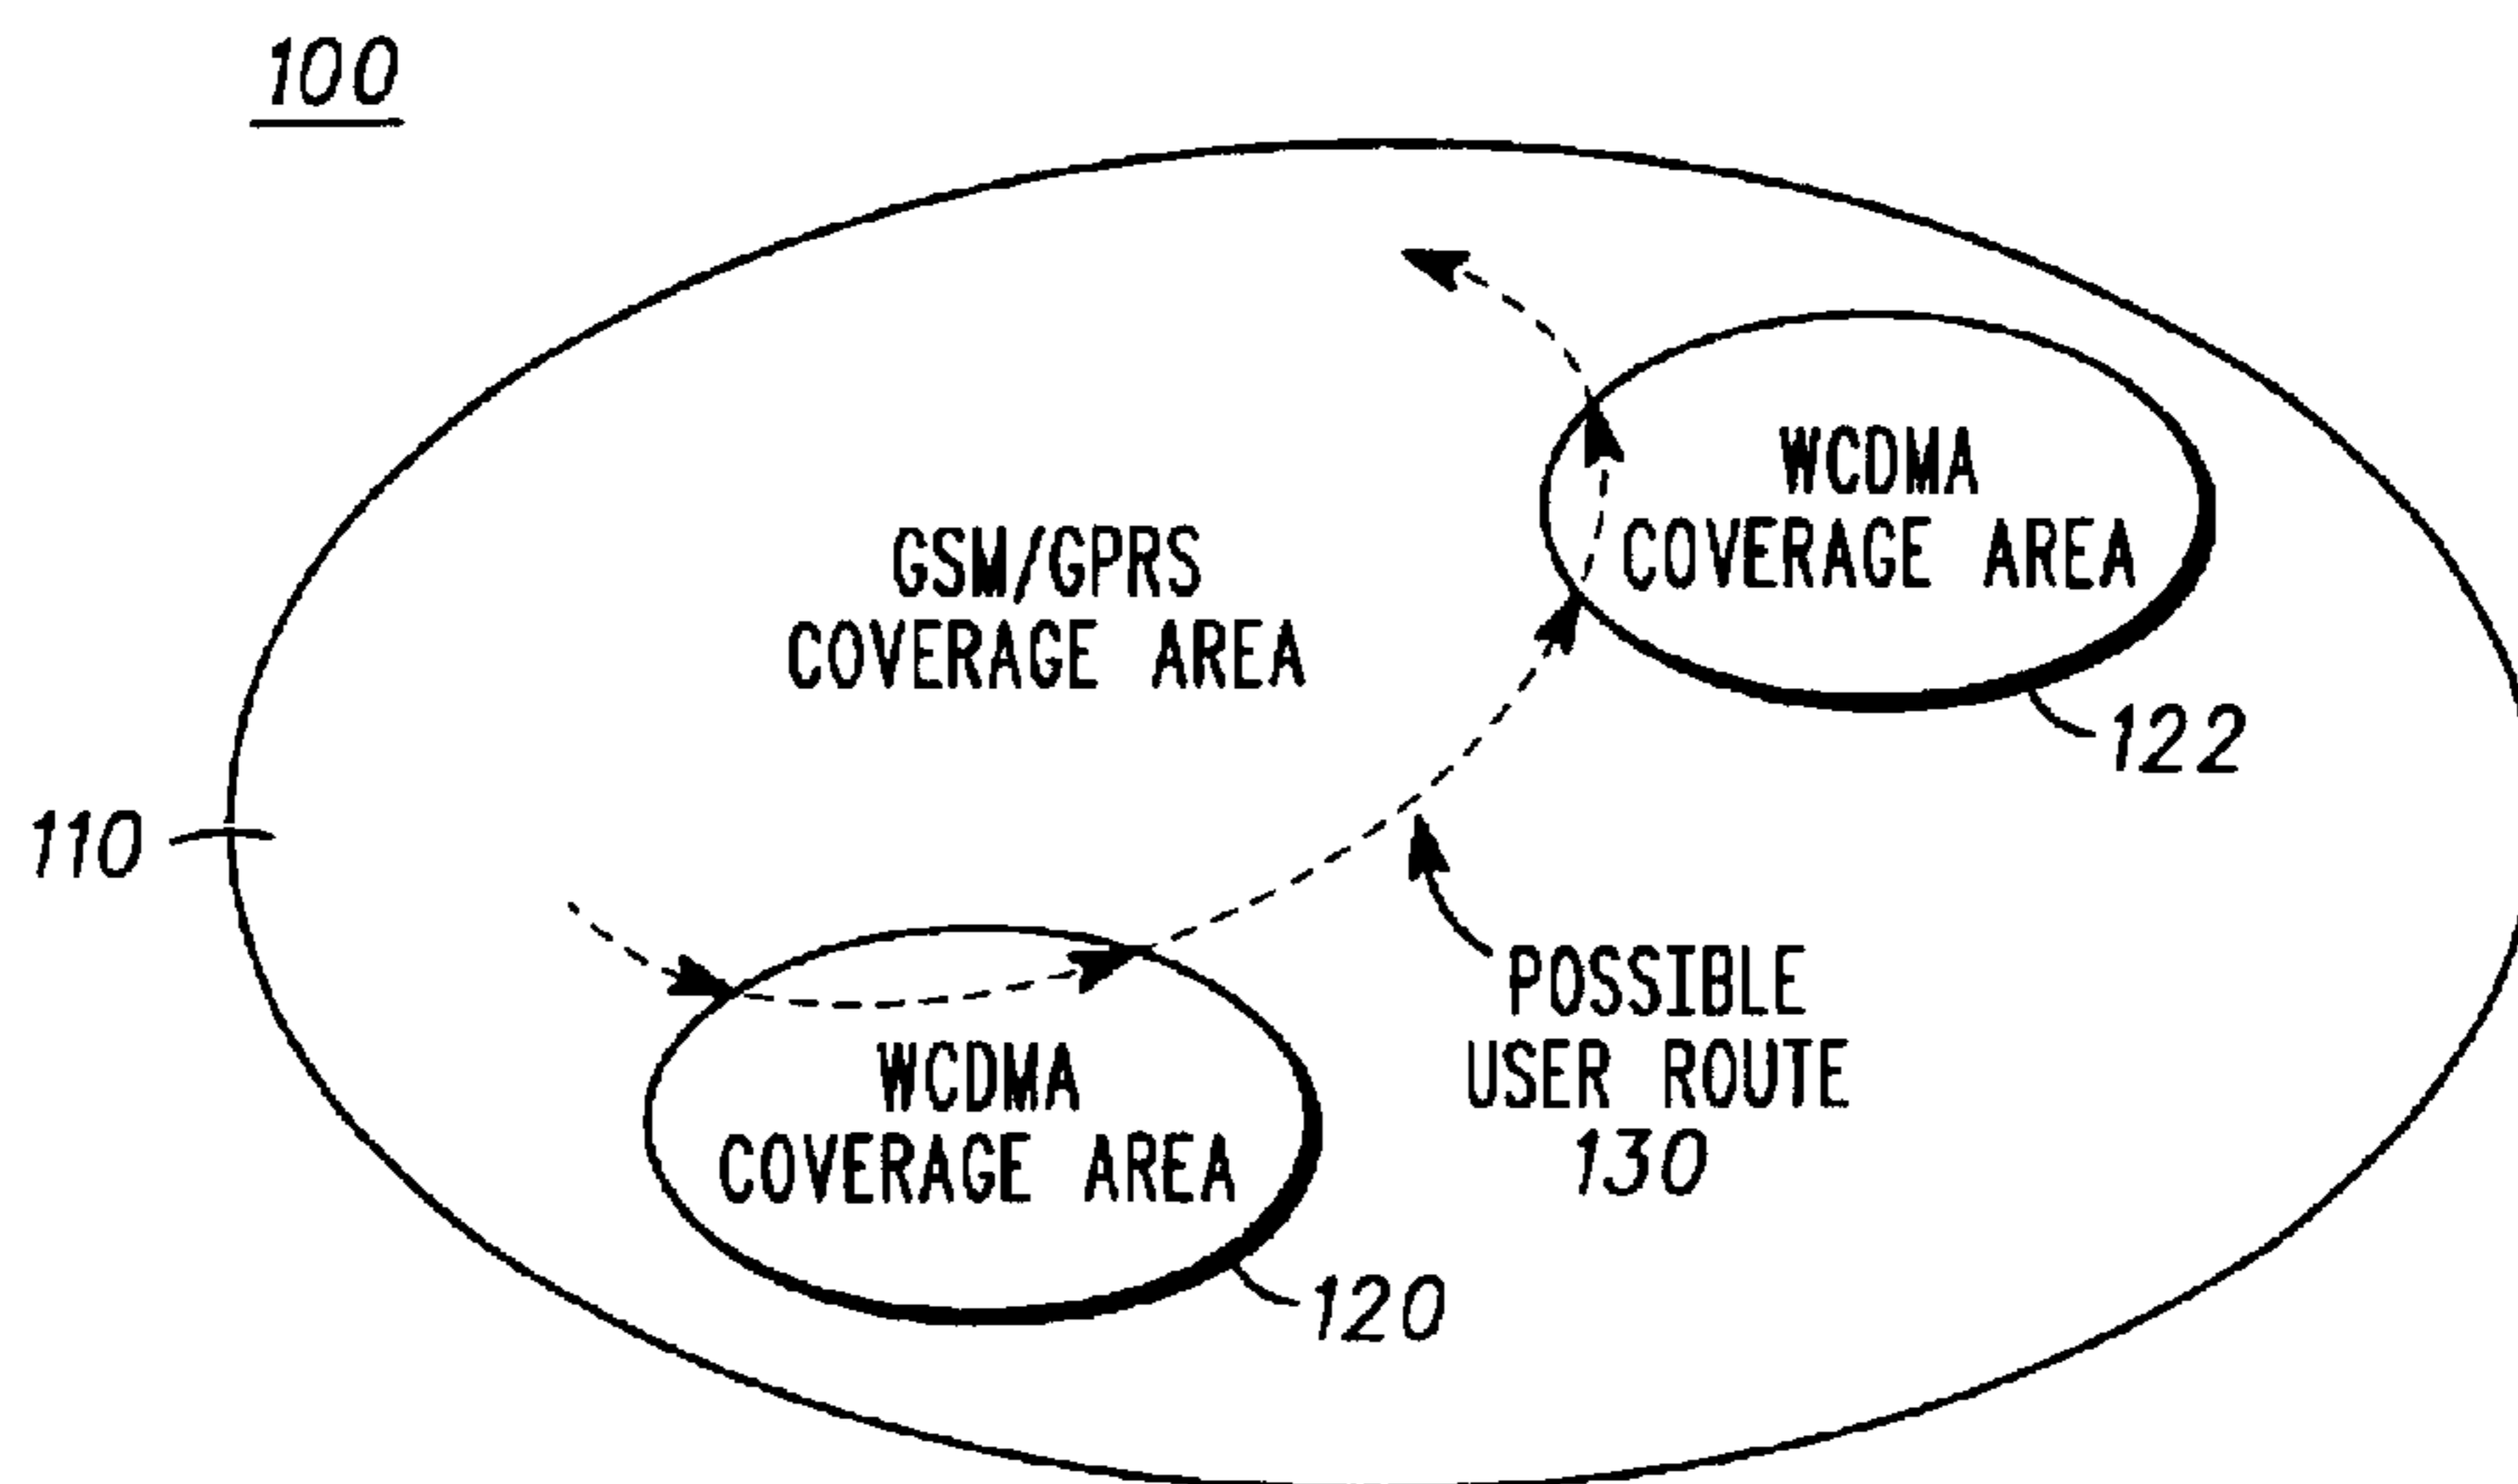 100
WCDMA
COVERAGE AREA
GSM/GPRS
COVERAGE AREA
122
110
POSSIBLE
USER ROUTE
130
WCDMA
COVERAGE AREA
120